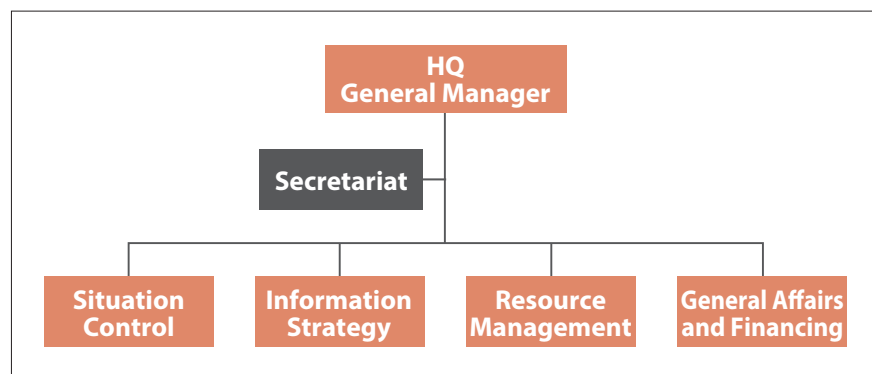 HQ
General Manager
Secretariat
Situation
Control
Information
Strategy
Resource
Management
General Affairs
and Financing